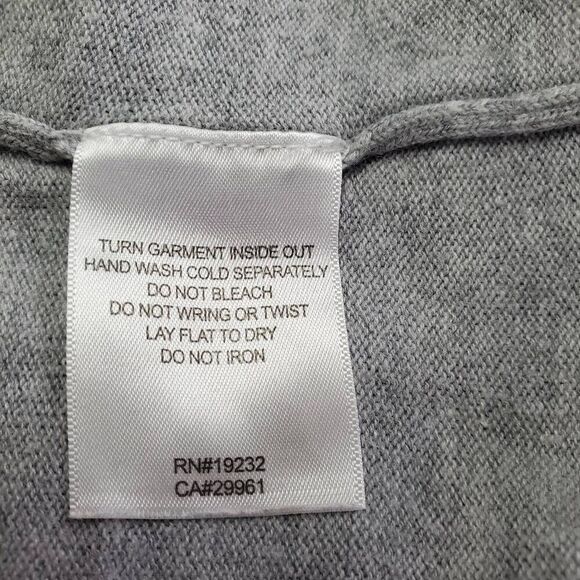 TURN GARMENT INSIDE OUT
HAND WASH COLD SEPARATELY
DO NOT BLEACH
DO NOT WRING OR TWIST
LAY FLAT TO DRY
DO NOT IRON
RN#19232
CA#29961